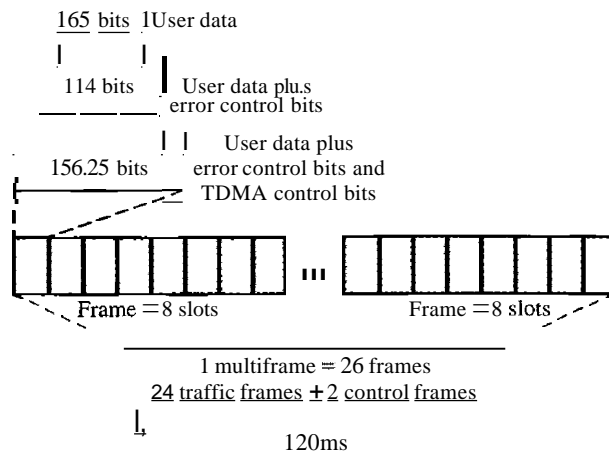 165 bits 1User data
114 bits
User data plu.s
error control bits
User data plus
156.25 bits
error control bits and
TDMA control bits
...
Frame = 8 slots
Frame = 8 slots
1 multiframe = 26 frames
24 traffic frames + 2 control frames
120ms